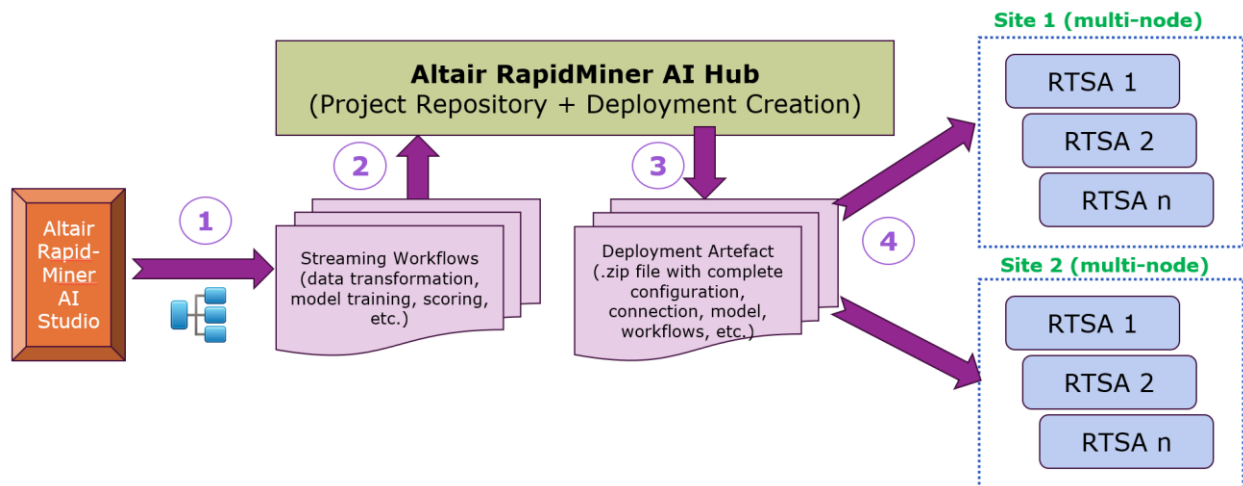 Site 1 (multi-node)
Altair RapidMiner AI Hub
(Project Repository + Deployment Creation)
RTSA 1
RTSA 2
RTSA n
2
3
1
4
Altair
Rapid-
Miner
AI
Studio
Streaming Workflows
(data transformation,
model training, scoring,
etc.)
Deployment Artefact
(.zip file with complete
configuration,
connection, model,
workflows, etc.)
Site 2 (multi-node)
RTSA 1
RTSA 2
RTSA n